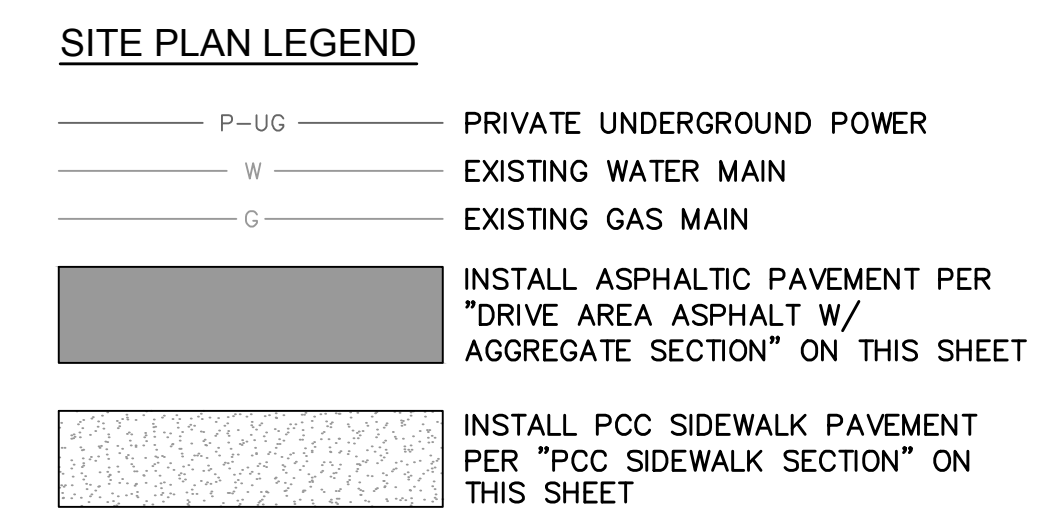 SITE PLAN LEGEND
P-UG PRIVATE UNDERGROUND POWER
W EXISTING WATER MAIN
G EXISTING GAS MAIN
INSTALL ASPHALTIC PAVEMENT PER
"DRIVE AREA ASPHALT W/
AGGREGATE SECTION" ON THIS SHEET
INSTALL PCC SIDEWALK PAVEMENT
PER "PCC SIDEWALK SECTION" ON
THIS SHEET